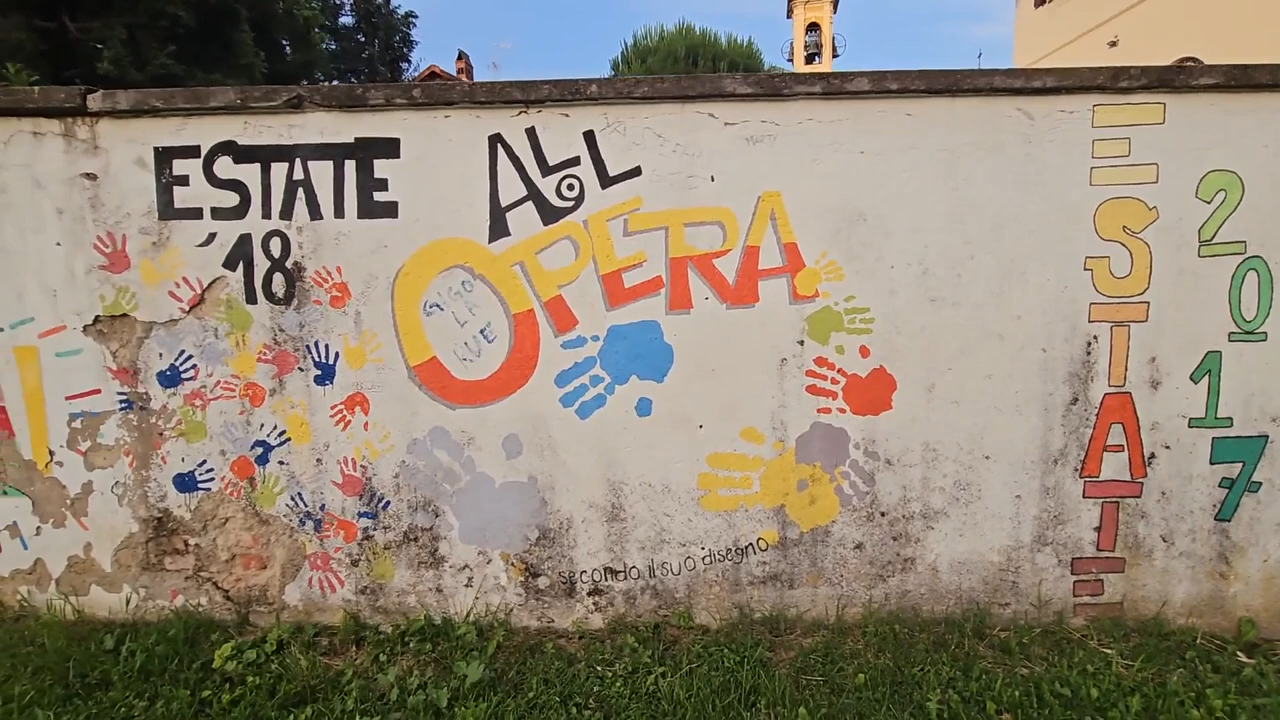 ESTATE
'18
ALL
OPERA
secondo il suo disegno
ESTATE
2017